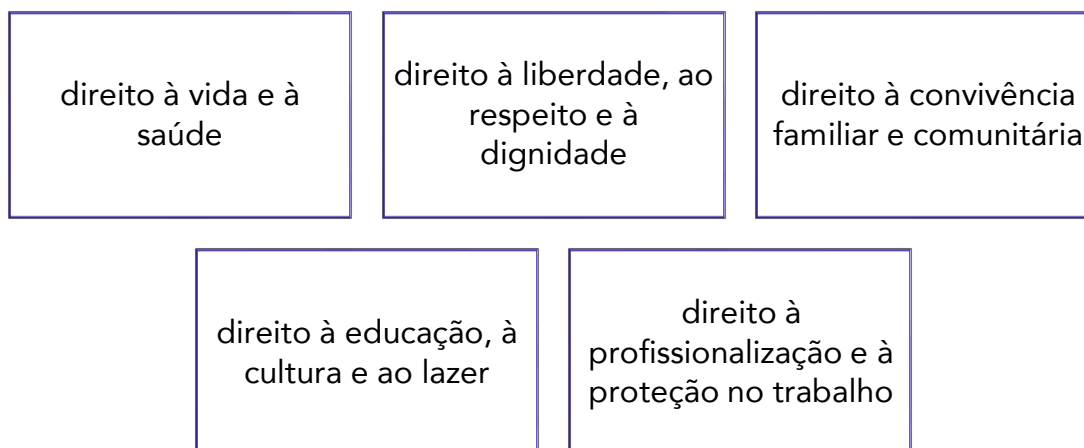 direito à vida e à
saúde
direito à liberdade, ao
respeito e à
dignidade
direito à convivência
familiar e comunitária
direito à educação, à
cultura e ao lazer
direito à
profissionalização e à
proteção no trabalho